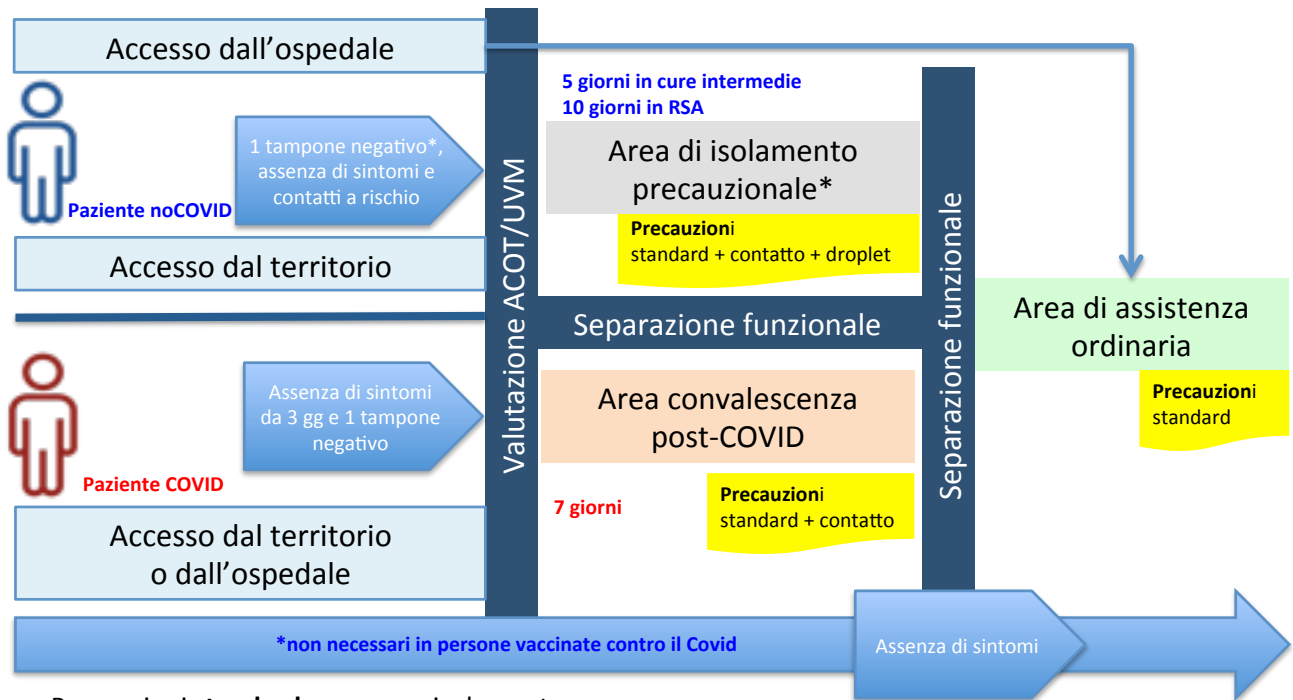 Accesso dall'ospedale
5 giorni in cure intermedie
10 giorni in RSA
1 tampone negativo*,
assenza di sintomi e
contatti a rischio
Paziente noCOVID
Accesso dal territorio
Valutazione ACOT/UVM
Area di isolamento
precauzionale*
Precauzioni
standard + contatto + droplet
Separazione funzionale
Separazione funzionale
Area di assistenza
ordinaria
Precauzioni
standard
Assenza di sintomi
da 3 gg e 1 tampone
negativo
Paziente COVID
Area convalescenza
post-COVID
7 giorni
Precauzioni
standard + contatto
Accesso dal territorio
o dall'ospedale
*non necessari in persone vaccinate contro il Covid
Assenza di sintomi